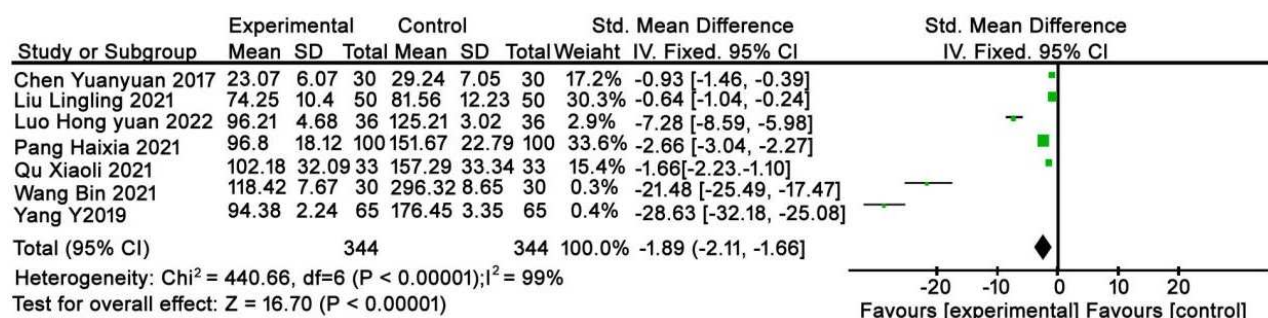 Experimental Control Std. Mean Difference Std. Mean Difference
Study or Subgroup Mean SD Total Mean SD Total Weiaht IV. Fixed. 95% CI IV. Fixed. 95% CI
Chen Yuanyuan 2017 23.07 6.07 30 29.24 7.05 30 17.2% -0.93 [-1.46, -0.39]
Liu Lingling 2021 74.25 10.4 50 81.56 12.23 50 30.3% -0.64 [-1.04, -0.24]
Luo Hong yuan 2022 96.21 4.68 36 125.21 3.02 36 2.9% -7.28 [-8.59, -5.98]
Pang Haixia 2021 96.8 18.12 100 151.67 22.79 100 33.6% -2.66 [-3.04, -2.27]
Qu Xiaoli 2021 102.18 32.09 33 157.29 33.34 33 15.4% -1.66[-2.23.-1.10]
Wang Bin 2021 118.42 7.67 30 296.32 8.65 30 0.3% -21.48 [-25.49, -17.47]
Yang Y2019 94.38 2.24 65 176.45 3.35 65 0.4% -28.63 [-32.18, -25.08]
Total (95% CI) 344 344 100.0% -1.89 (-2.11, -1.66]
Heterogeneity: Chi² = 440.66, df=6 (P < 0.00001);I² = 99%
Test for overall effect: Z = 16.70 (P < 0.00001)
-20 -10 0 10 20
Favours [experimental] Favours [control]